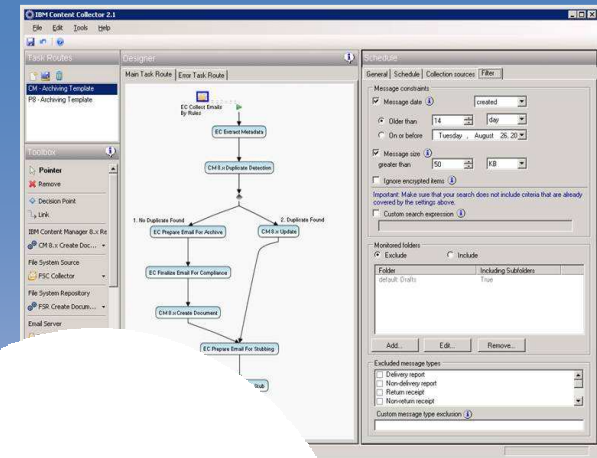 IBM Content Collector 2.1
File Edit Tools Help
Task Routes
CM - Archiving Template
P8 - Archiving Template
Toolbox
Pointer
Remove
Decision Point
Link
IBM Content Manager 8.x Re
CM 8.x Create Doc...
File System Source
FSC Collector
File System Repository
FSR Create Docum...
Email Server
Designer
Main Task Route Error Task Route
EC Collect Emails
By Rules
EC Extract Metadata
CM 8.x Duplicate Detection
1. No Duplicate Found
2. Duplicate Found
EC Prepare Email For Archive
CM 8.x Update
EC Finalize Email For Compliance
CM 8.x Create Document
EC Prepare Email For Stubbing
Stub
Schedule
General Schedule Collection sources Filter
Message constraints
Message date created
Older than 14 day
On or before Tuesday , August 26, 20
Message size
greater than 50 KB
Ignore encrypted items
Important: Make sure that your search does not include criteria that are already
covered by the settings above.
Custom search expression
Monitored folders
Exclude Include
Folder Including Subfolders
default: Drafts True
Add... Edit... Remove...
Excluded message types
Delivery report
Non-delivery report
Return receipt
Non-return receipt
Custom message type exclusion